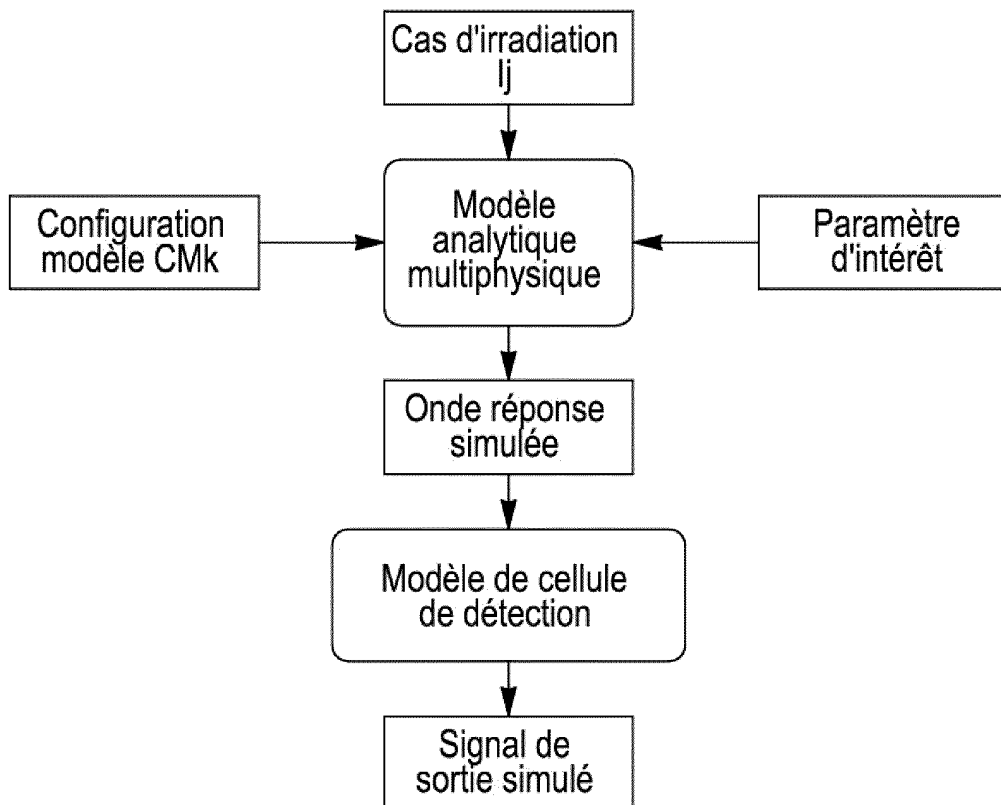 Cas d'irradiation
Ij
Configuration
modèle CMk
Modèle
analytique
multiphysique
Paramètre
d'intérêt
Onde réponse
simulée
Modèle de cellule
de détection
Signal de
sortie simulé